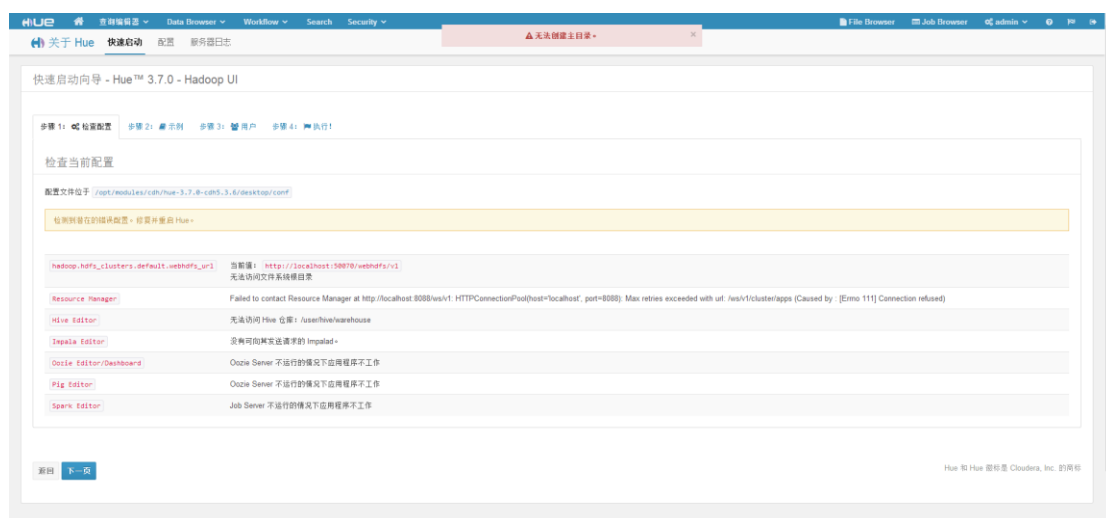 HUE 查询编辑器 Data Browser Workflow Search Security File Browser Job Browser admin
关于 Hue 快速启动 配置 服务器日志
无法创建主目录。 ×
快速启动向导 - Hue™ 3.7.0 - Hadoop UI
步骤 1: 检查配置 步骤 2: 示例 步骤 3: 用户 步骤 4: 执行!
检查当前配置
配置文件位于 /opt/modules/cdh/hue-3.7.0-cdh5.3.6/desktop/conf
检测到潜在的错误配置。修复并重启 Hue。
hadoop.hdfs_clusters.default.webhdfs_url 当前值: http://localhost:50070/webhdfs/v1
无法访问文件系统根目录
Resource Manager Failed to contact Resource Manager at http://localhost:8088/ws/v1: HTTPConnectionPool(host='localhost', port=8088): Max retries exceeded with url: /ws/v1/cluster/apps (Caused by : [Errno 111] Connection refused)
Hive Editor 无法访问 Hive 仓库: /user/hive/warehouse
Impala Editor 没有可向其发送请求的 Impalad。
Oozie Editor/Dashboard Oozie Server 不运行的情况下应用程序不工作
Pig Editor Oozie Server 不运行的情况下应用程序不工作
Spark Editor Job Server 不运行的情况下应用程序不工作
返回 下一页
Hue 和 Hue 徽标是 Cloudera, Inc. 的商标